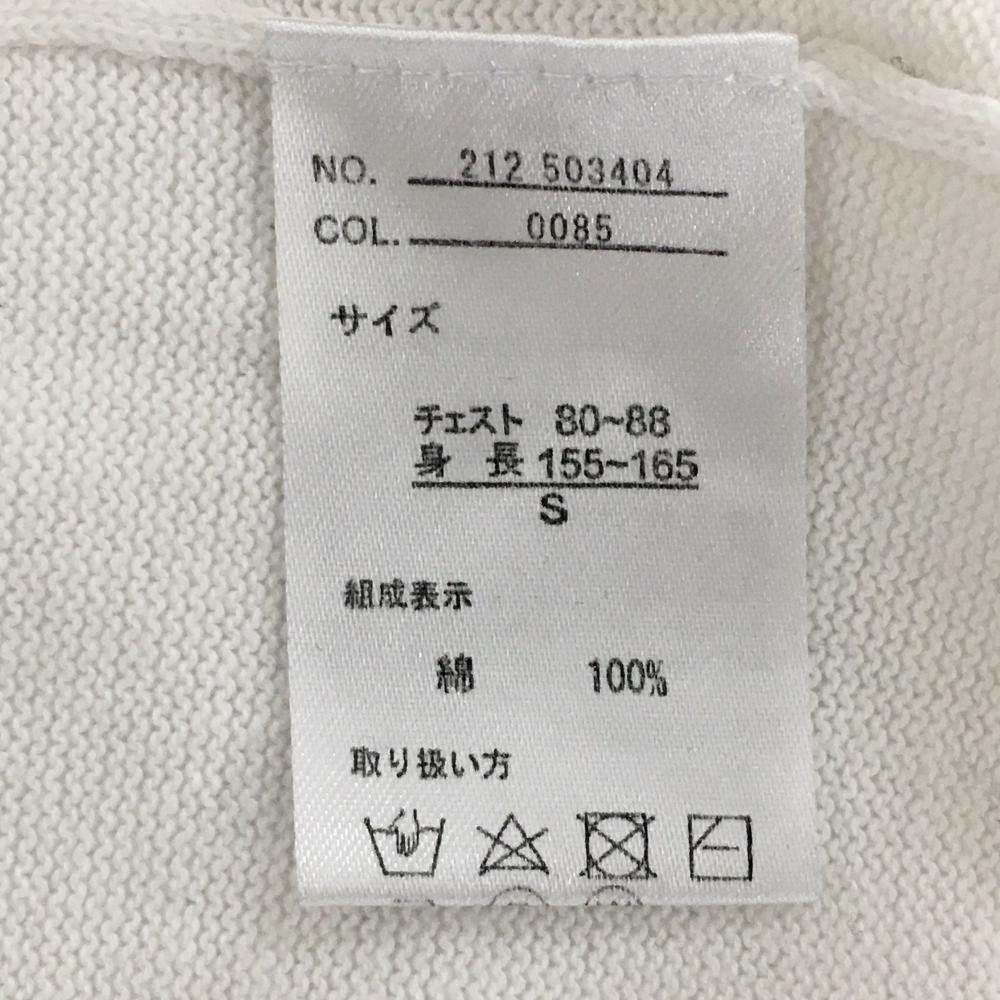 NO. 212 503404
COL. 0085
サイズ
チェスト 80~88
身 長 155~165
S
組成表示
綿 100%
取り扱い方